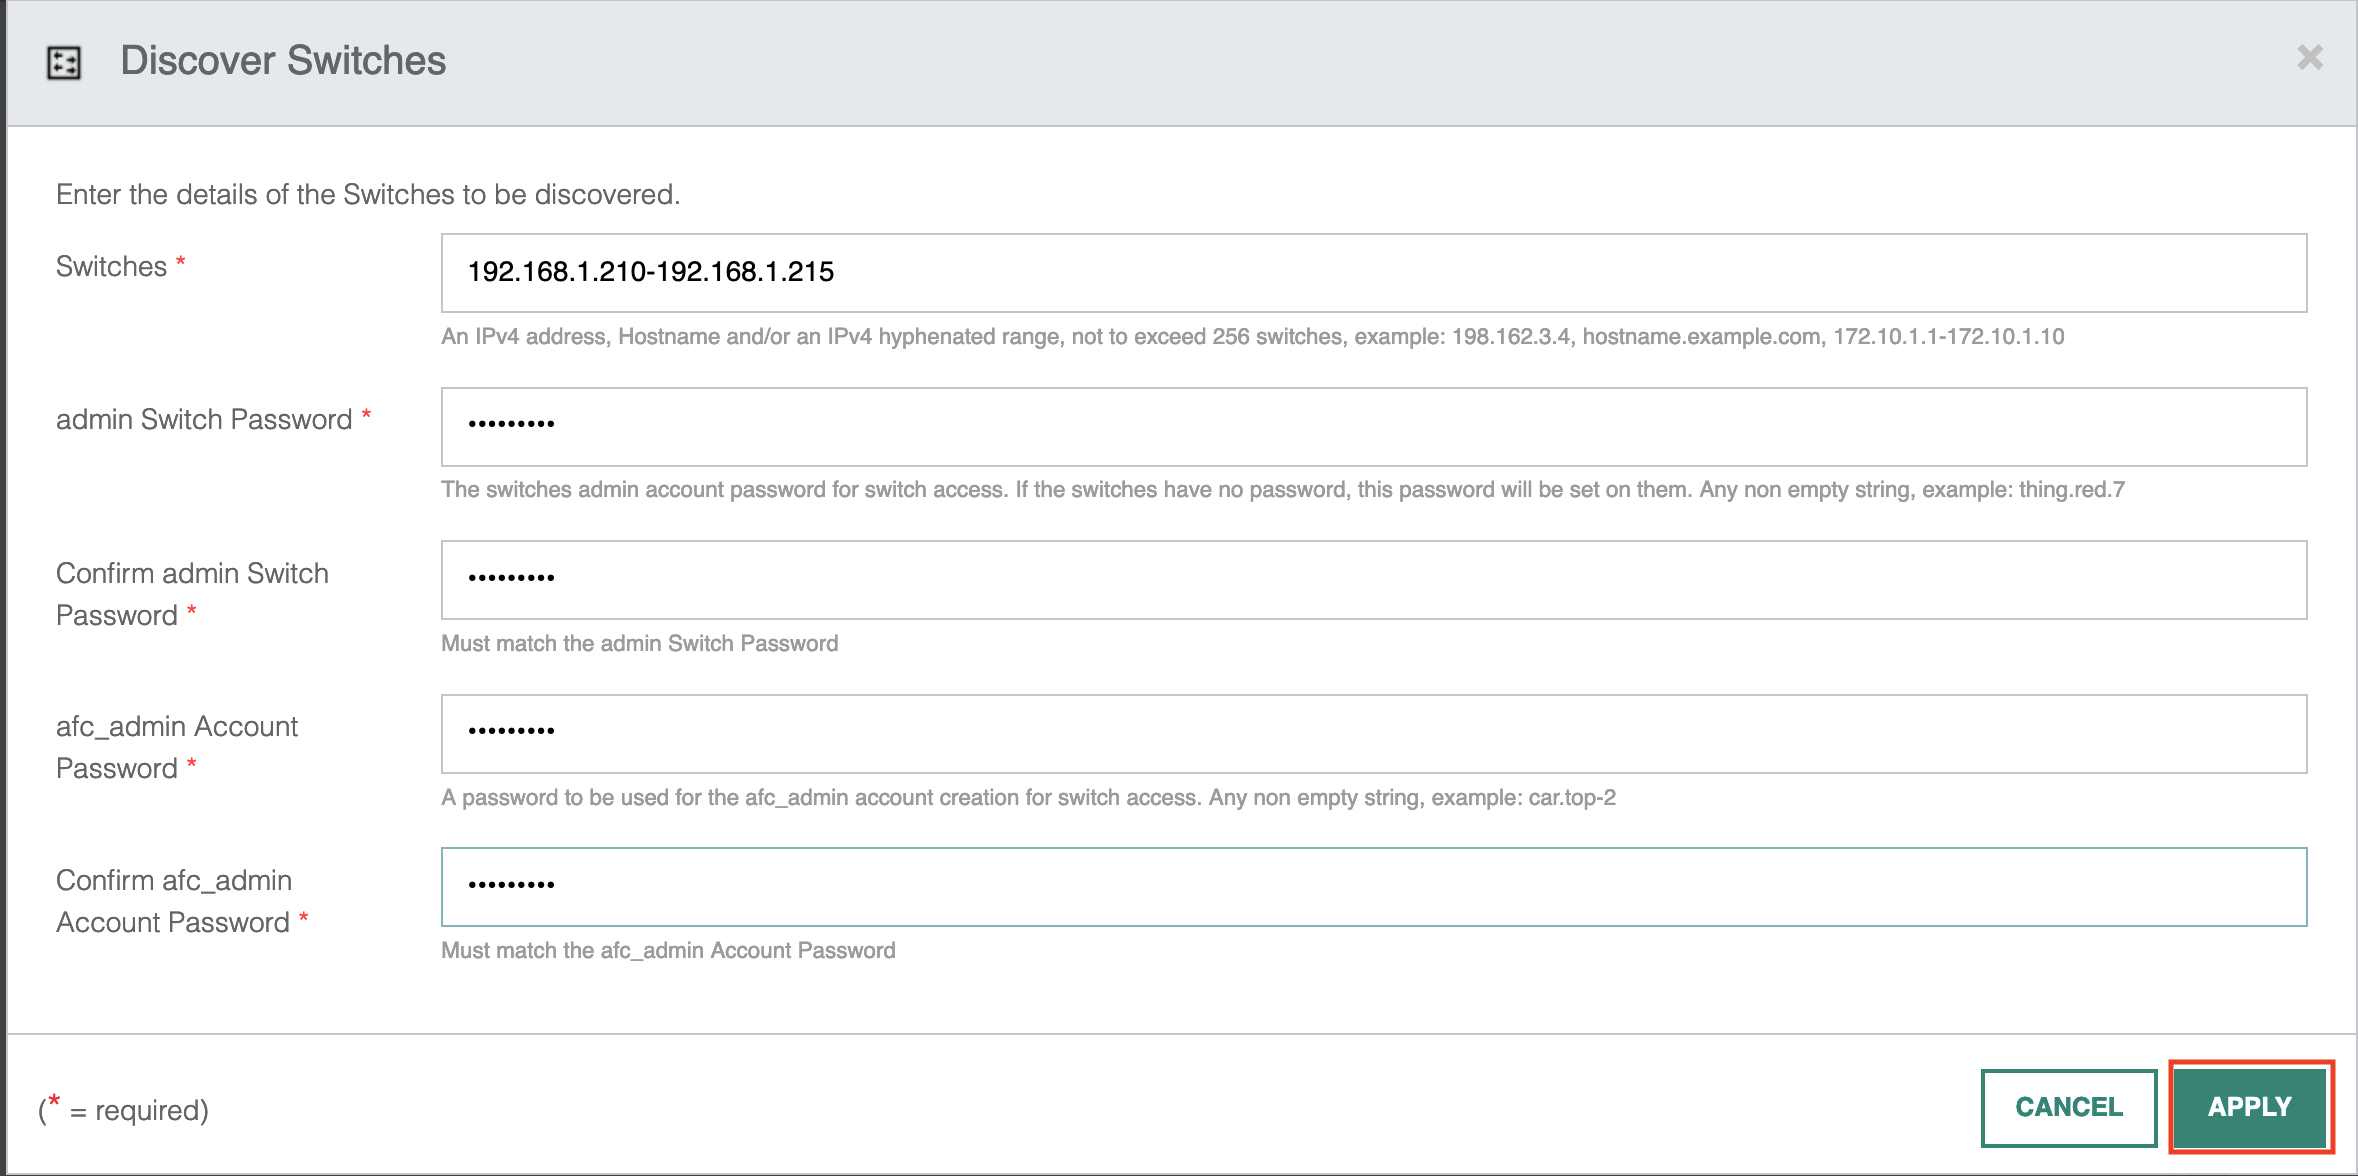 Discover Switches
Enter the details of the Switches to be discovered.
Switches *
192.168.1.210-192.168.1.215
An IPv4 address, Hostname and/or an IPv4 hyphenated range, not to exceed 256 switches, example: 198.162.3.4, hostname.example.com, 172.10.1.1-172.10.1.10
admin Switch Password *
•••••••••
The switches admin account password for switch access. If the switches have no password, this password will be set on them. Any non empty string, example: thing.red.7
Confirm admin Switch
Password *
•••••••••
Must match the admin Switch Password
afc_admin Account
Password *
•••••••••
A password to be used for the afc_admin account creation for switch access. Any non empty string, example: car.top-2
Confirm afc_admin
Account Password *
•••••••••
Must match the afc_admin Account Password
(* = required)
CANCEL
APPLY